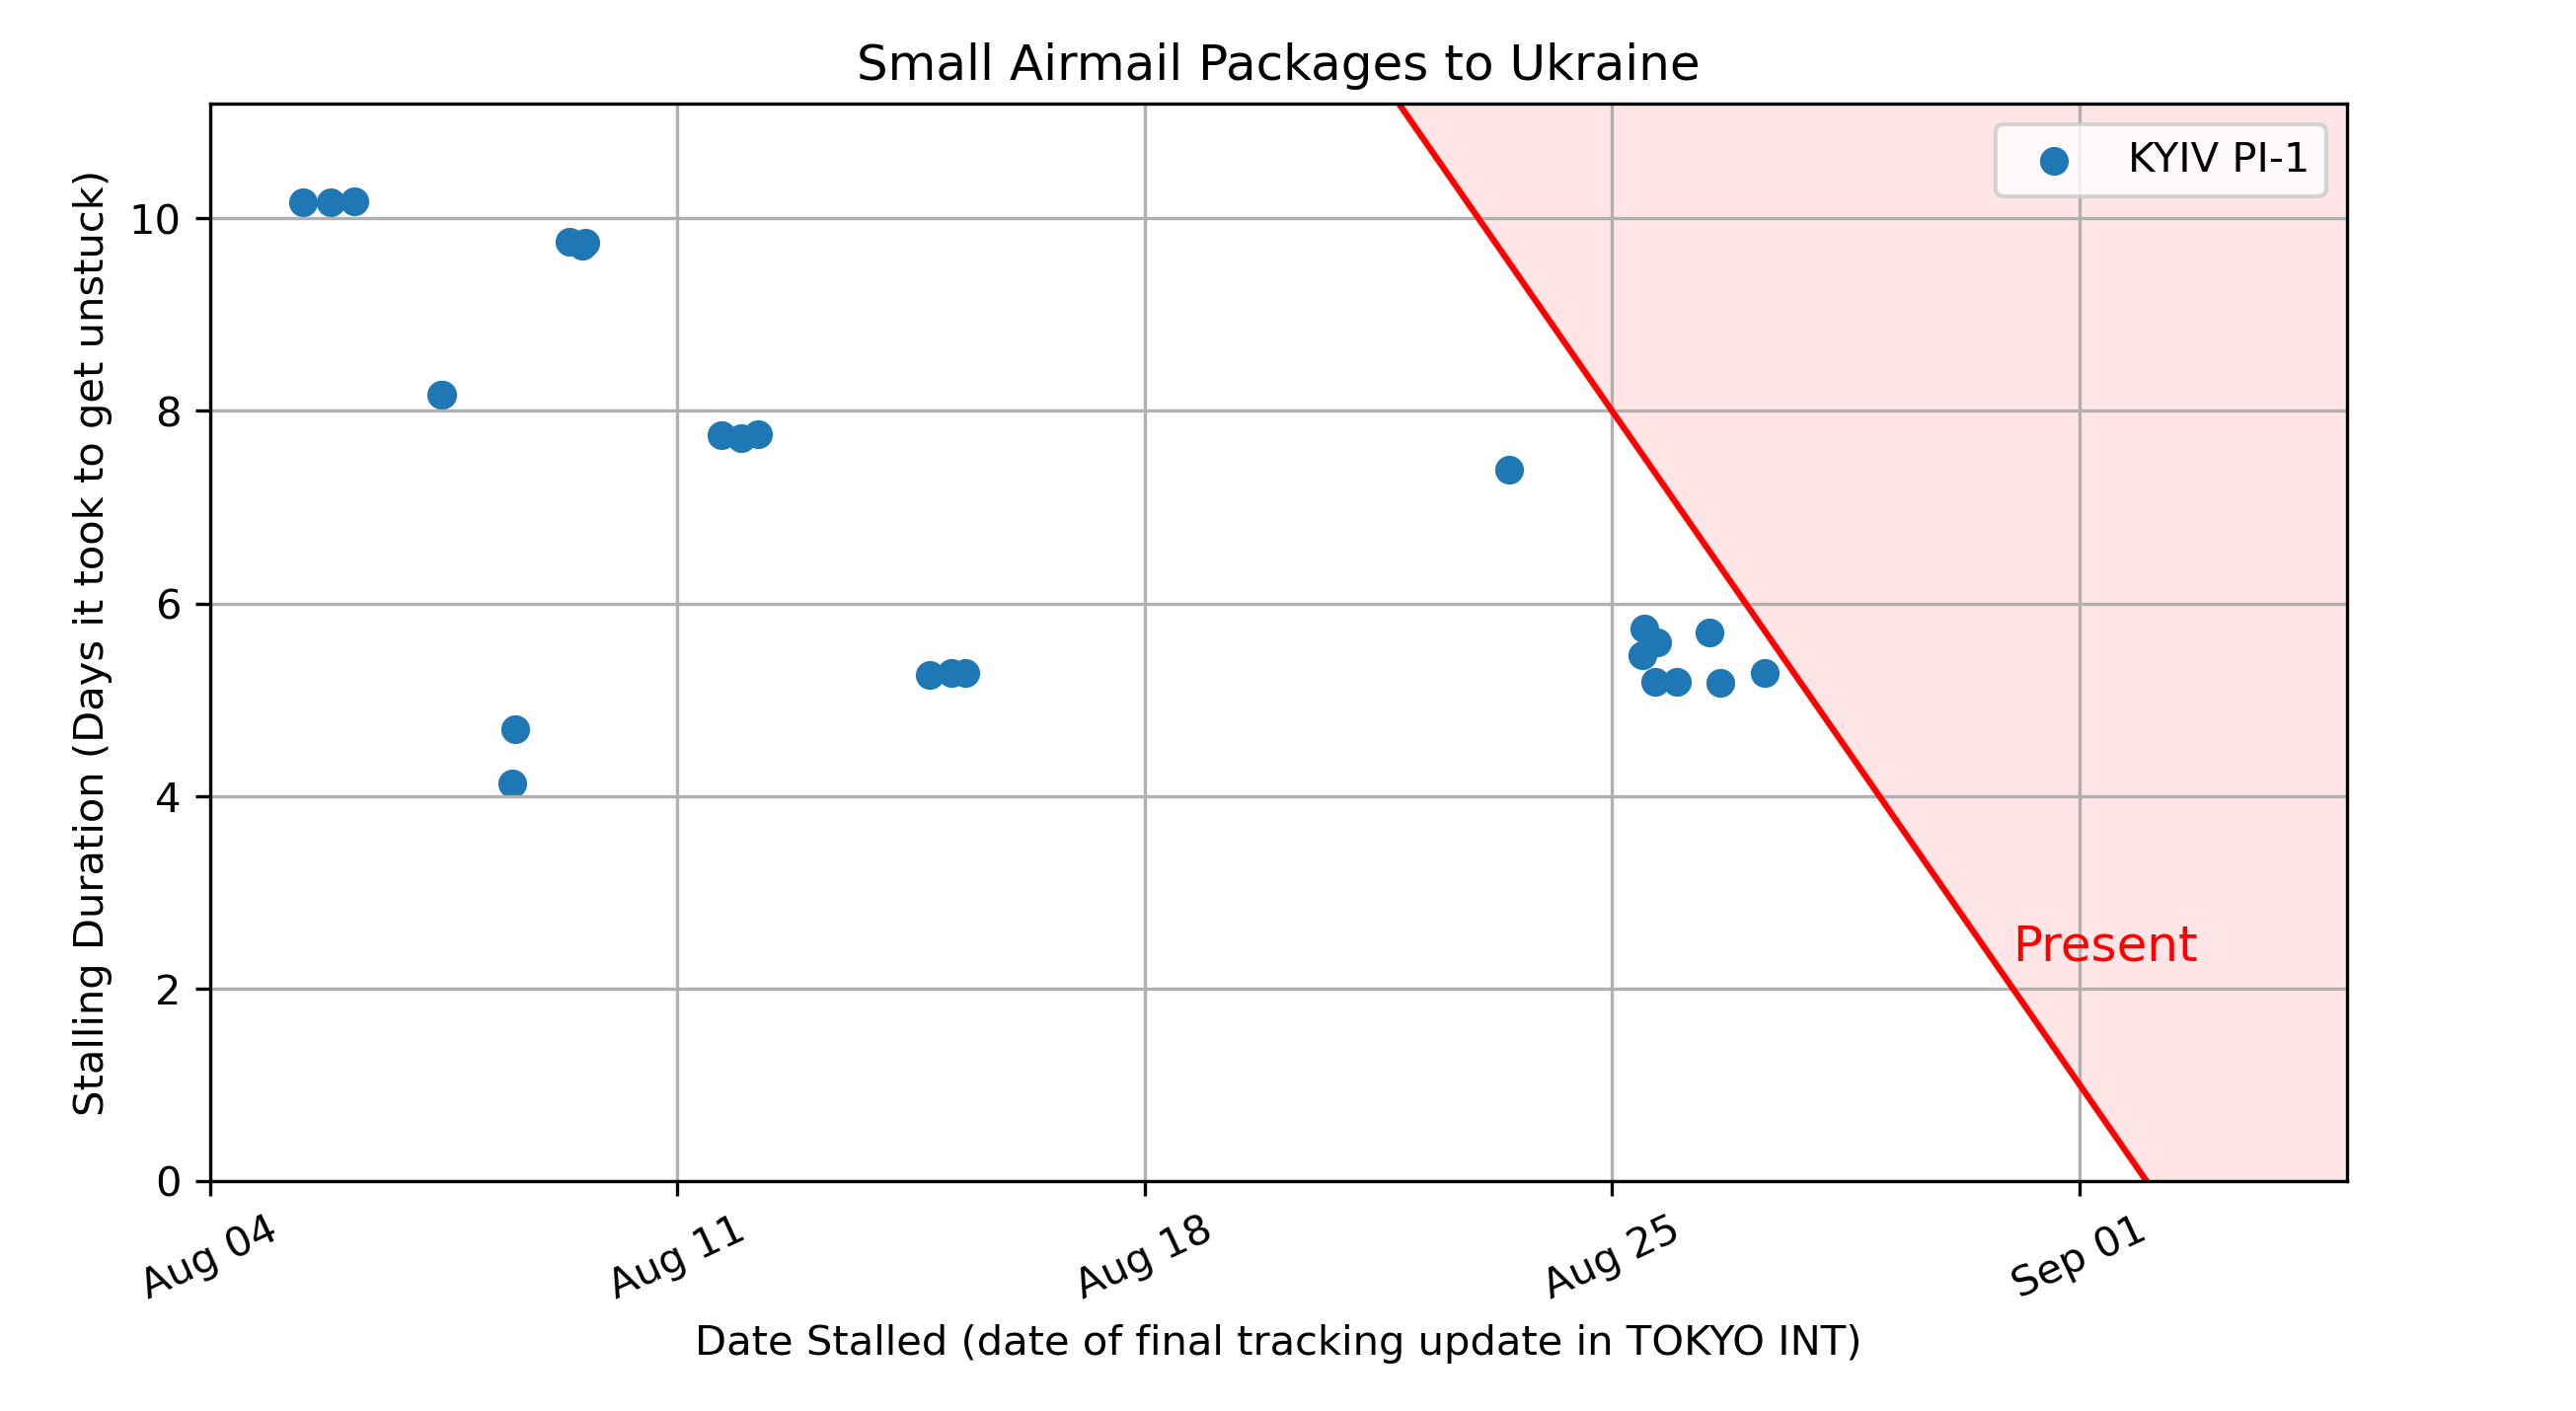 Small Airmail Packages to Ukraine
KYIV PI-1
Stalling Duration (Days it took to get unstuck)
10
8
6
4
2
0
Present
Aug 04
Aug 11
Aug 18
Aug 25
Sep 01
Date Stalled (date of final tracking update in TOKYO INT)